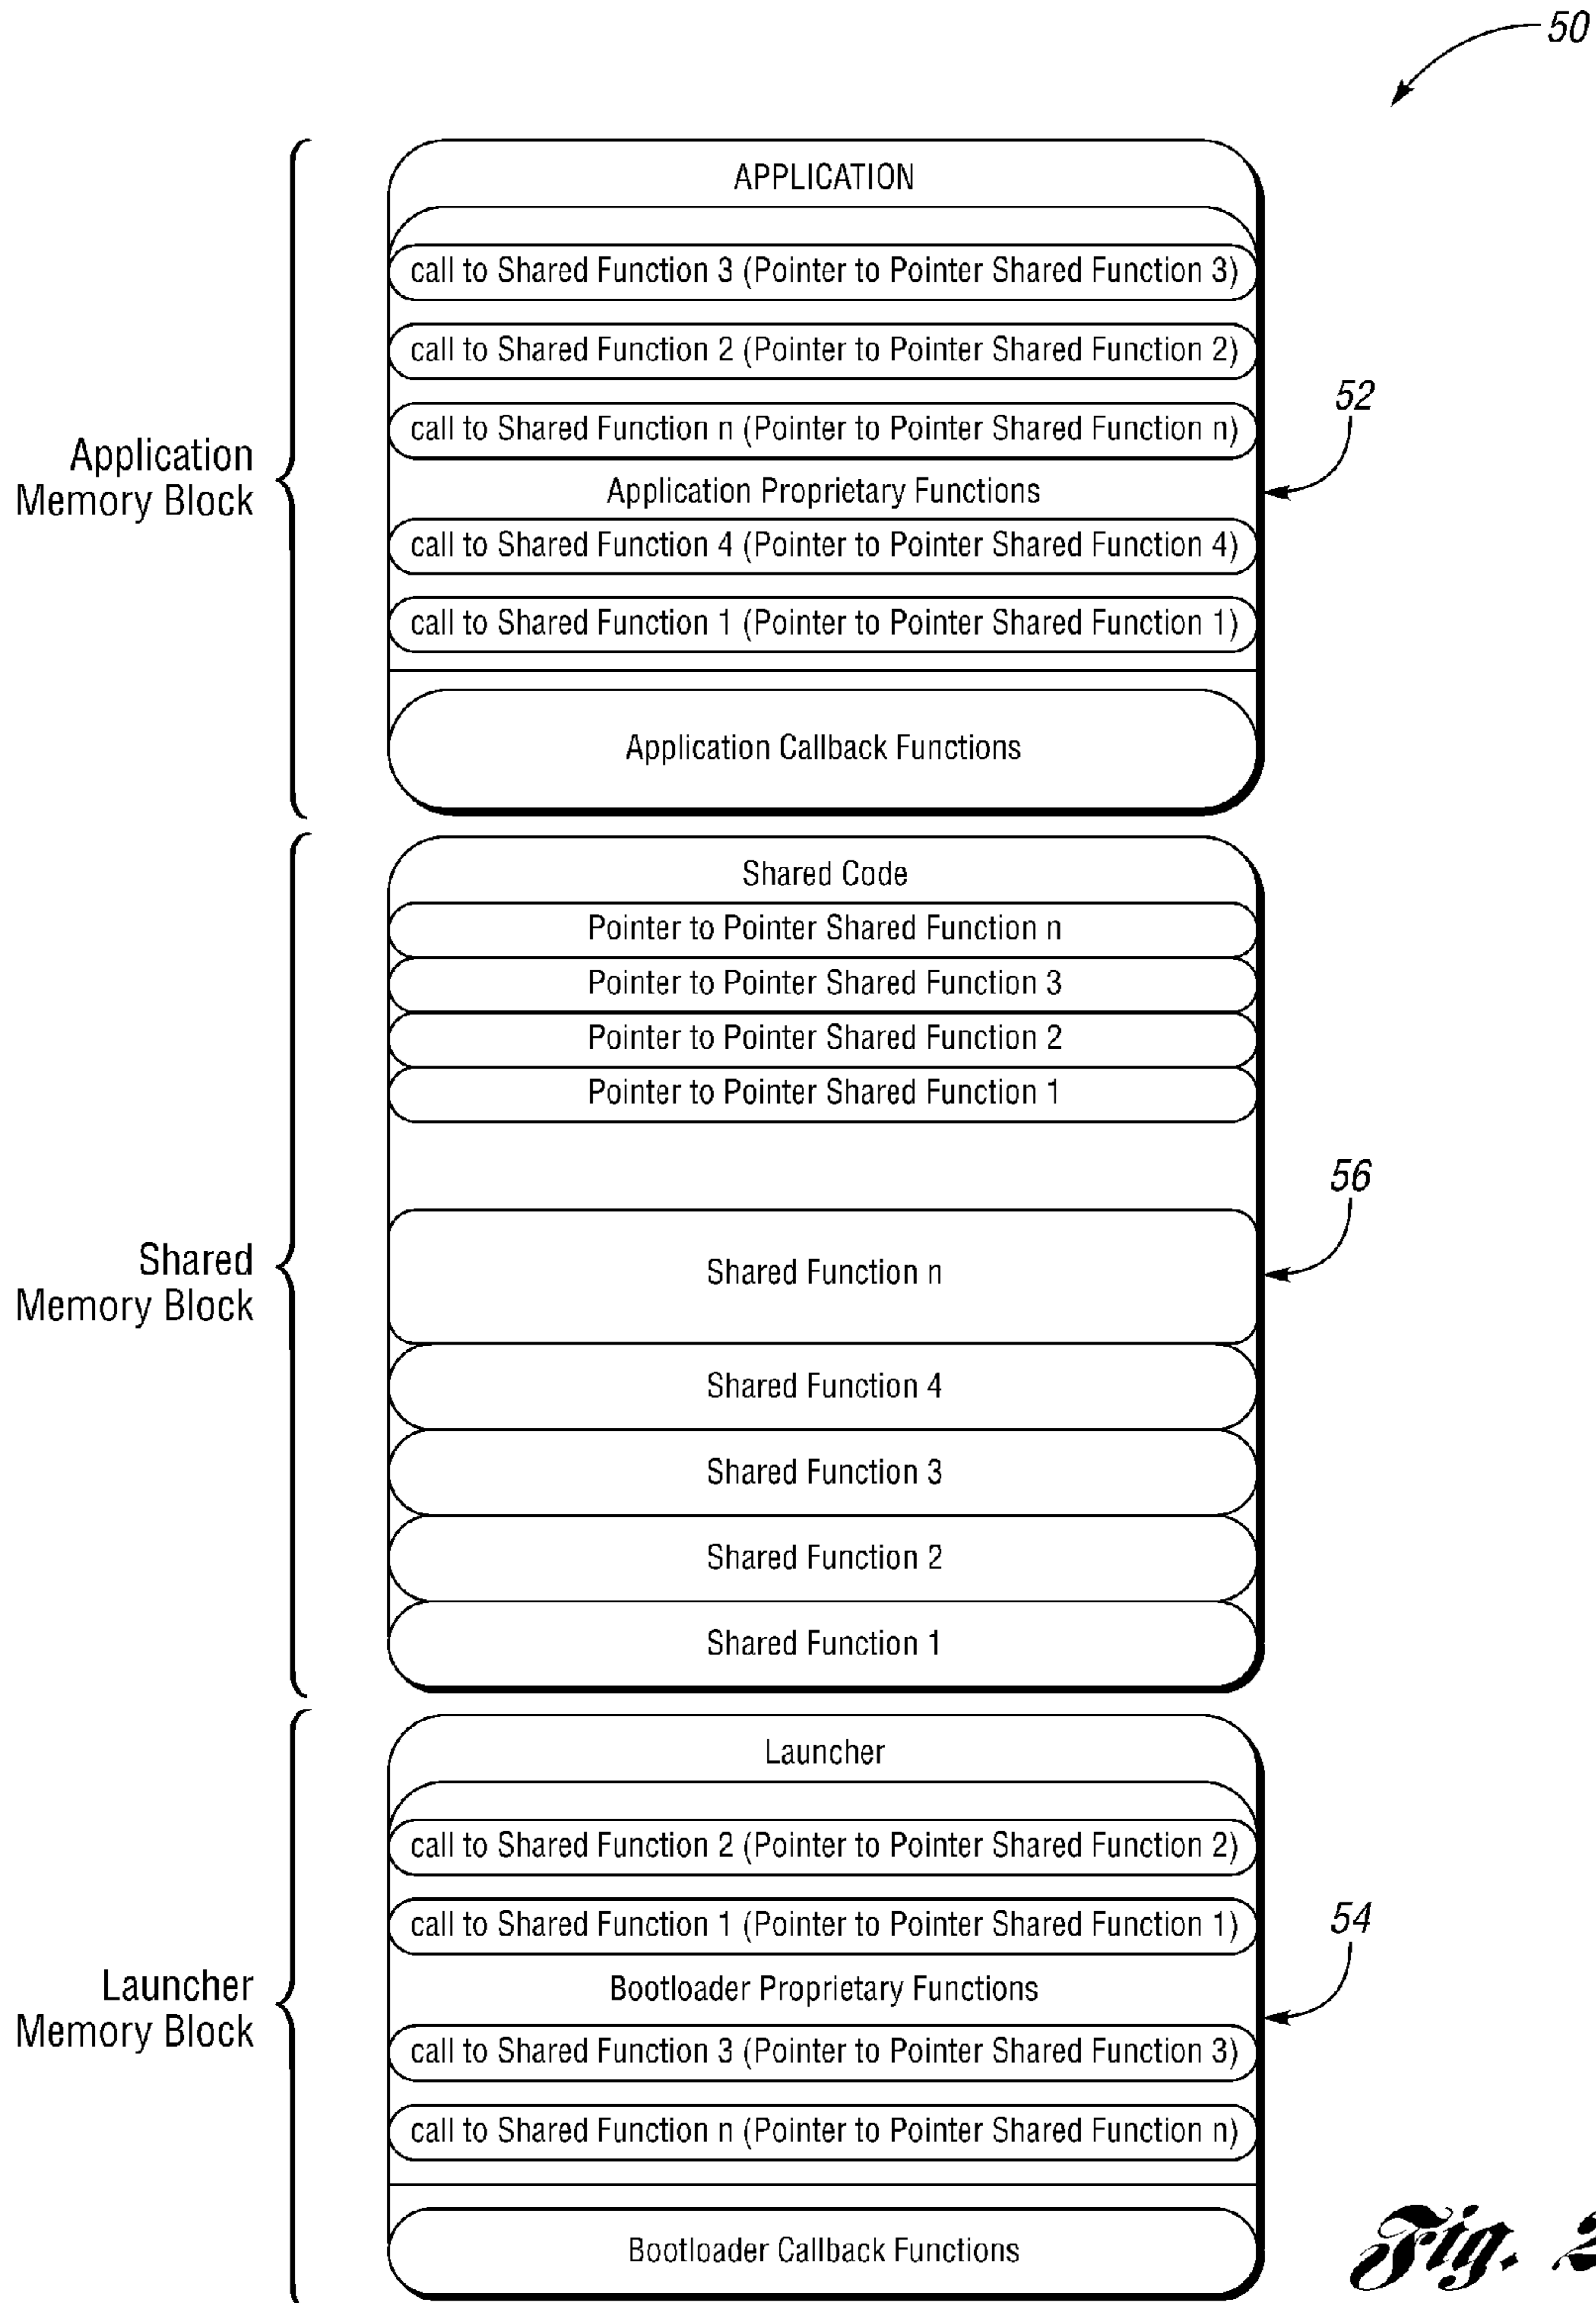 50
APPLICATION
call to Shared Function 3 (Pointer to Pointer Shared Function 3)
call to Shared Function 2 (Pointer to Pointer Shared Function 2)
52
call to Shared Function n (Pointer to Pointer Shared Function n)
Application
Memory Block
Application Proprietary Functions
call to Shared Function 4 (Pointer to Pointer Shared Function 4)
call to Shared Function 1 (Pointer to Pointer Shared Function 1)
Application Callback Functions
Shared Code
Pointer to Pointer Shared Function n
Pointer to Pointer Shared Function 3
Pointer to Pointer Shared Function 2
Pointer to Pointer Shared Function 1
56
Shared
Memory Block
Shared Function n
Shared Function 4
Shared Function 3
Shared Function 2
Shared Function 1
Launcher
call to Shared Function 2 (Pointer to Pointer Shared Function 2)
54
call to Shared Function 1 (Pointer to Pointer Shared Function 1)
Launcher
Memory Block
Bootloader Proprietary Functions
call to Shared Function 3 (Pointer to Pointer Shared Function 3)
call to Shared Function n (Pointer to Pointer Shared Function n)
Bootloader Callback Functions
Fig. 2